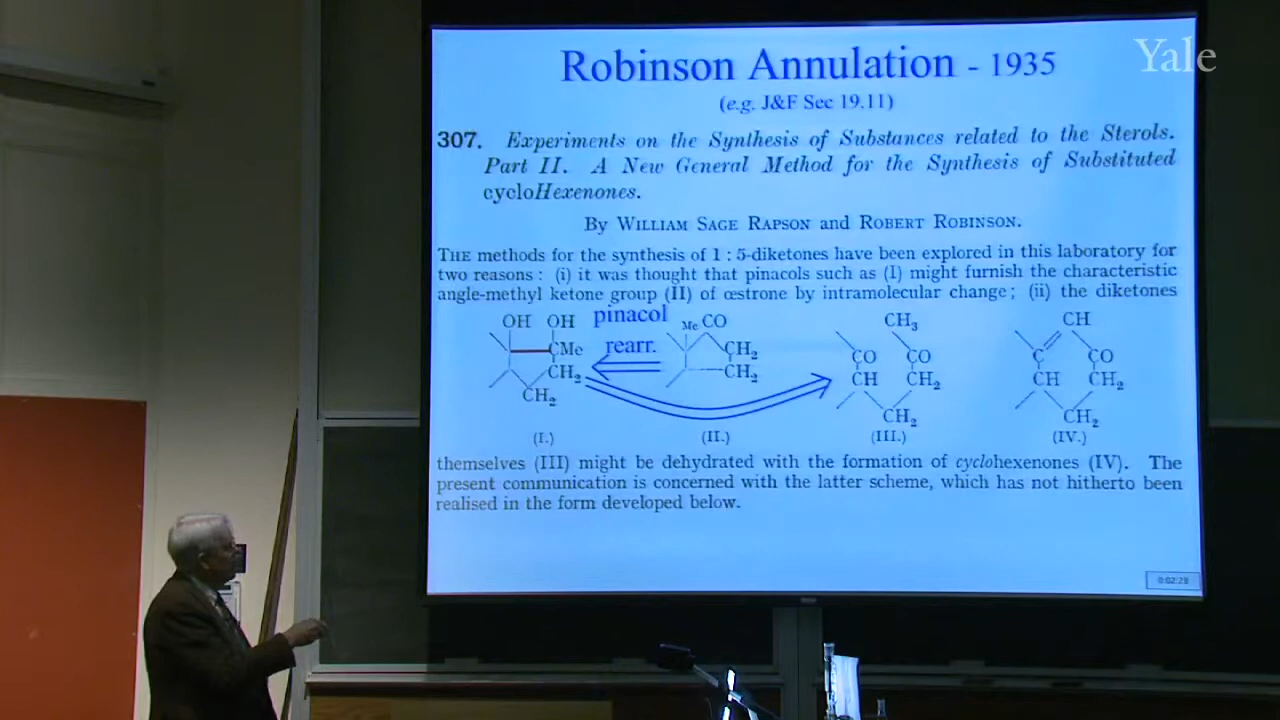 Yale
Robinson Annulation - 1935
(e.g. J&F Sec 19.11)
307. Experiments on the Synthesis of Substances related to the Sterols.
Part II. A New General Method for the Synthesis of Substituted
cycloHexenones.
By WILLIAM SAGE RAPSON and ROBERT ROBINSON.
THE methods for the synthesis of 1 : 5-diketones have been explored in this laboratory for
two reasons : (i) it was thought that pinacols such as (I) might furnish the characteristic
angle-methyl ketone group (II) of œstrone by intramolecular change; (ii) the diketones
OH OH pinacol Me CO CH₃ CH
CMe rearr. CH₂ CO CO C CO
CH₂ CH₂ CH CH₂ CH CH₂
CH₂ CH₂ CH₂
(I.) (II.) (III.) (IV.)
themselves (III) might be dehydrated with the formation of cyclohexenones (IV). The
present communication is concerned with the latter scheme, which has not hitherto been
realised in the form developed below.
0:02:28